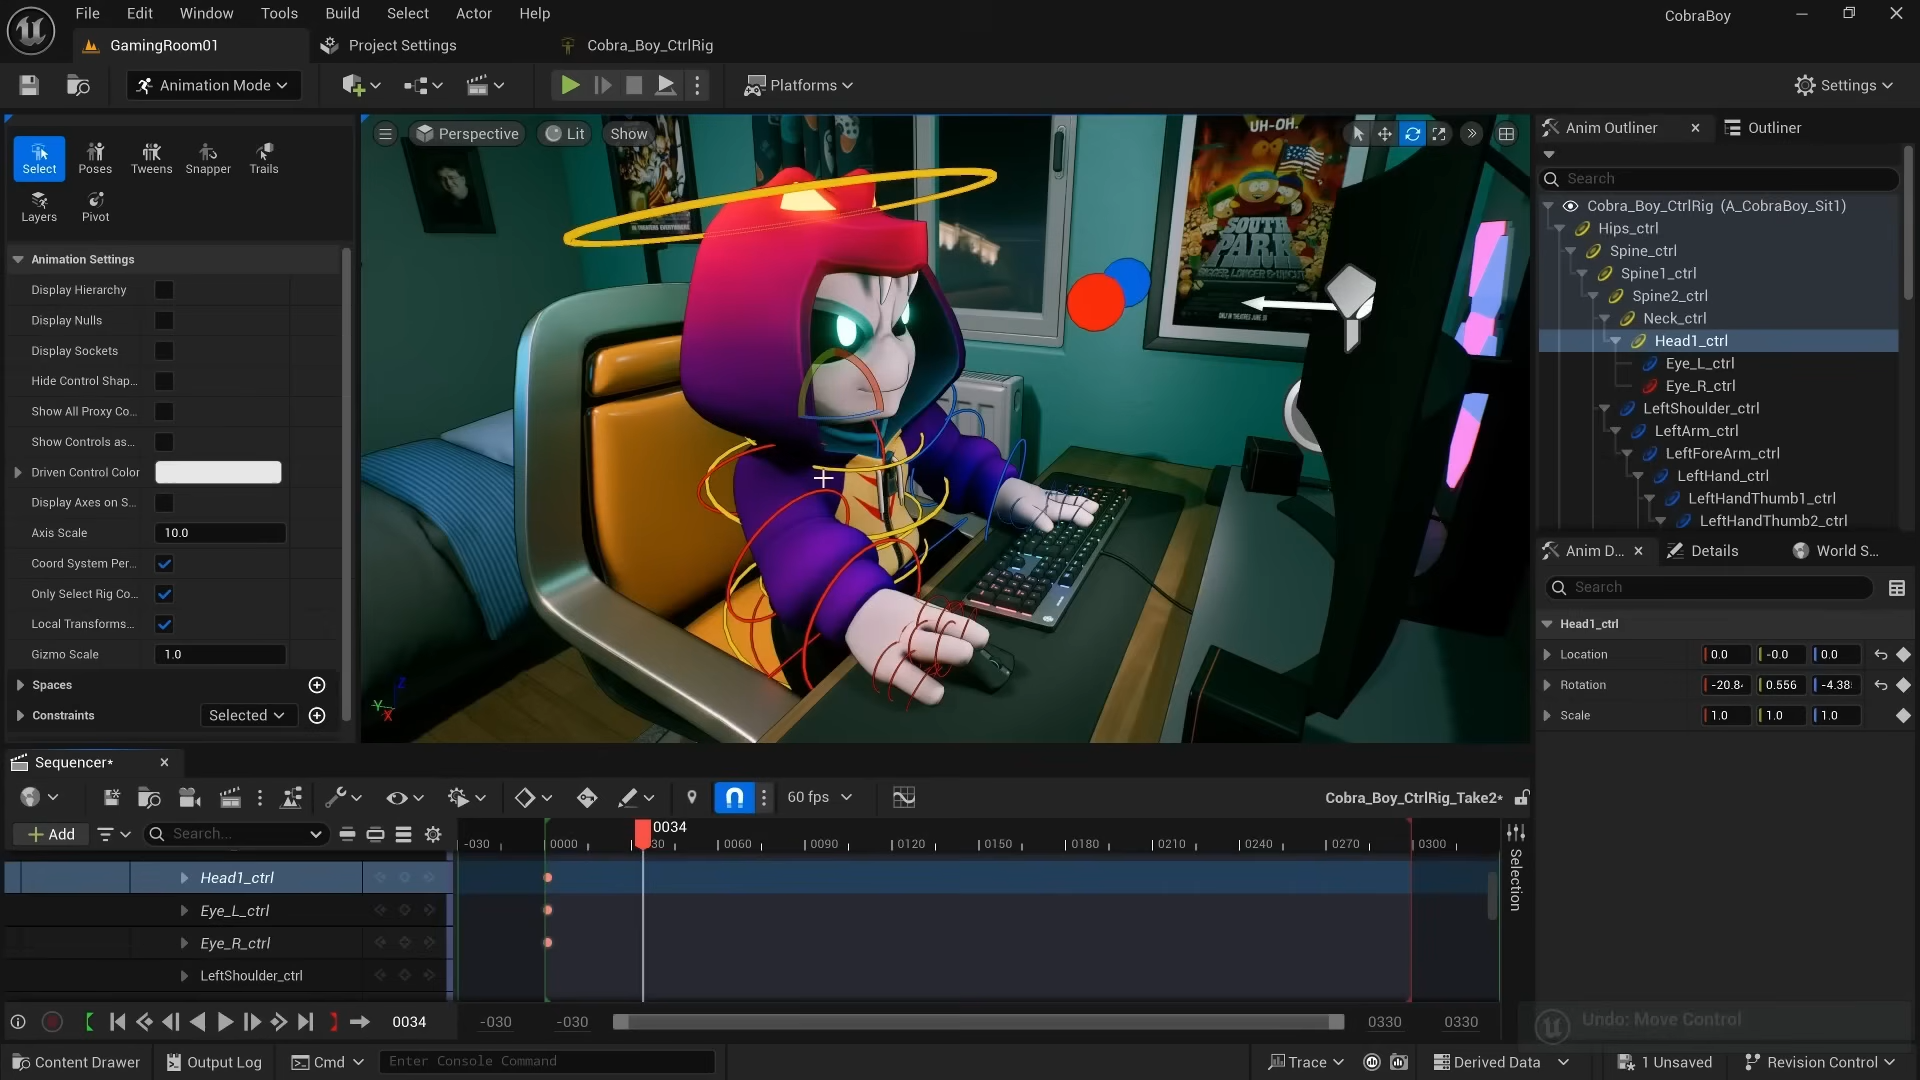 File Edit Window Tools Build Select Actor Help
CobraBoy
GamingRoom01
Project Settings
Cobra_Boy_CtrlRig
Animation Mode
Platforms
Settings
Select
Poses
Tweens
Snapper
Trails
Layers
Pivot
Animation Settings
Display Hierarchy
Display Nulls
Display Sockets
Hide Control Shap...
Show All Proxy Co...
Show Controls as...
Driven Control Color
Display Axes on S...
Axis Scale 10.0
Coord System Per...
Only Select Rig Co...
Local Transforms...
Gizmo Scale 1.0
Spaces
Constraints Selected
Perspective
Lit
Show
UH-OH.
SOUTH
PARK
BIGGER, LONGER & UNCUT
Z
Y
X
Anim Outliner
Outliner
Search
Cobra_Boy_CtrlRig (A_CobraBoy_Sit1)
Hips_ctrl
Spine_ctrl
Spine1_ctrl
Spine2_ctrl
Neck_ctrl
Head1_ctrl
Eye_L_ctrl
Eye_R_ctrl
LeftShoulder_ctrl
LeftArm_ctrl
LeftForeArm_ctrl
LeftHand_ctrl
LeftHandThumb1_ctrl
LeftHandThumb2_ctrl
Anim D...
Details
World S...
Search
Head1_ctrl
Location 0.0 -0.0 0.0
Rotation -20.8 0.556 -4.38
Scale 1.0 1.0 1.0
Sequencer*
60 fps
Cobra_Boy_CtrlRig_Take2*
+ Add
Search...
0034
-030 0000 30 0060 0090 0120 0150 0180 0210 0240 0270 0300
Head1_ctrl
Eye_L_ctrl
Eye_R_ctrl
LeftShoulder_ctrl
Selection
0034
-030 -030 0330 0330
Undo: Move Control
Content Drawer
Output Log
Cmd
Enter Console Command
Trace
Derived Data
1 Unsaved
Revision Control